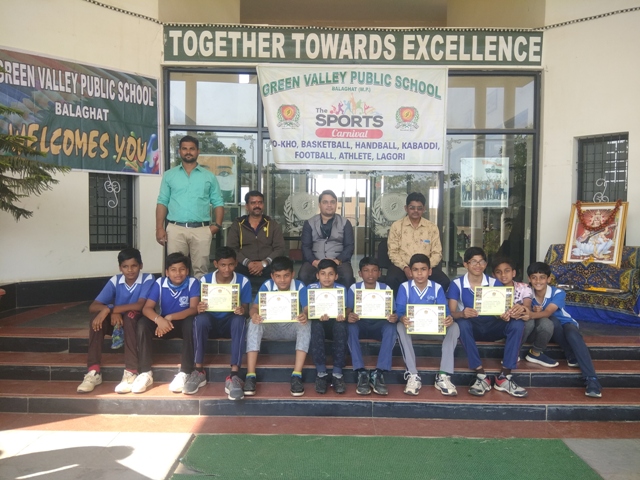 TOGETHER TOWARDS EXCELLENCE
GREEN VALLEY PUBLIC SCHOOL
BALAGHAT
WELCOMES YOU
GREEN VALLEY PUBLIC SCHOOL
BALAGHAT (M.P.)
The SPORTS
Carnival
O-KHO, BASKETBALL, HANDBALL, KABADDI,
FOOTBALL, ATHLETE, LAGORI